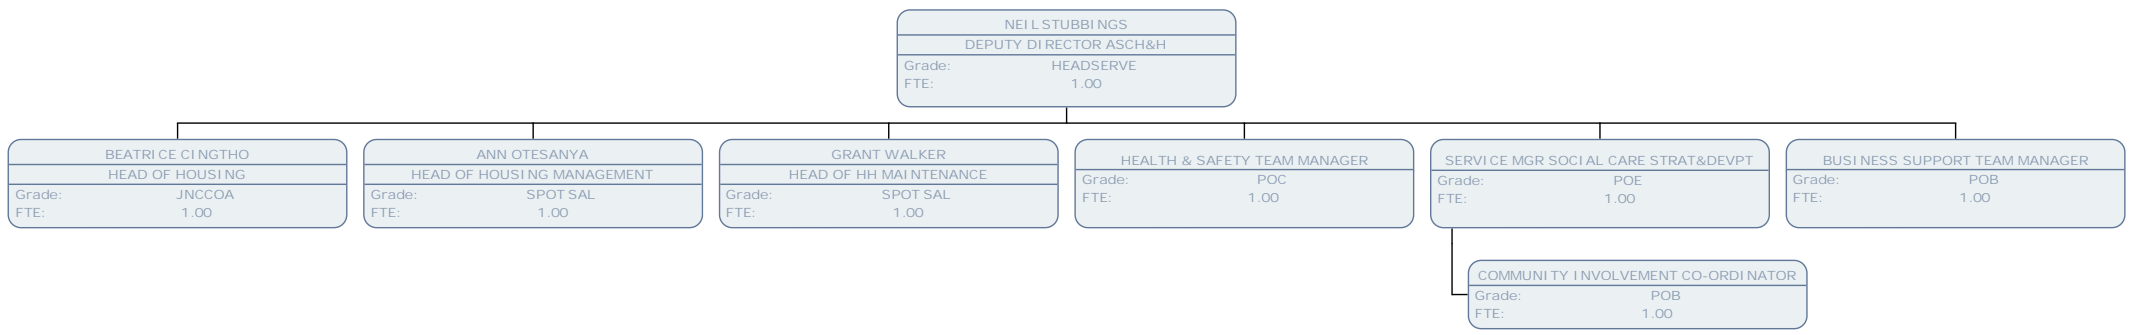 NEIL STUBBINGS
DEPUTY DIRECTOR ASCH&H
Grade: HEADSERVE
FTE: 1.00
BEATRICE CINGTHO
HEAD OF HOUSING
Grade: JNCCOA
FTE: 1.00
ANN OTESANYA
HEAD OF HOUSING MANAGEMENT
Grade: SPOT SAL
FTE: 1.00
GRANT WALKER
HEAD OF HH MAINTENANCE
Grade: SPOT SAL
FTE: 1.00
HEALTH & SAFETY TEAM MANAGER
Grade: POC
FTE: 1.00
SERVICE MGR SOCIAL CARE STRAT&DEVPT
Grade: POE
FTE: 1.00
BUSINESS SUPPORT TEAM MANAGER
Grade: POB
FTE: 1.00
COMMUNITY INVOLVEMENT CO-ORDINATOR
Grade: POB
FTE: 1.00